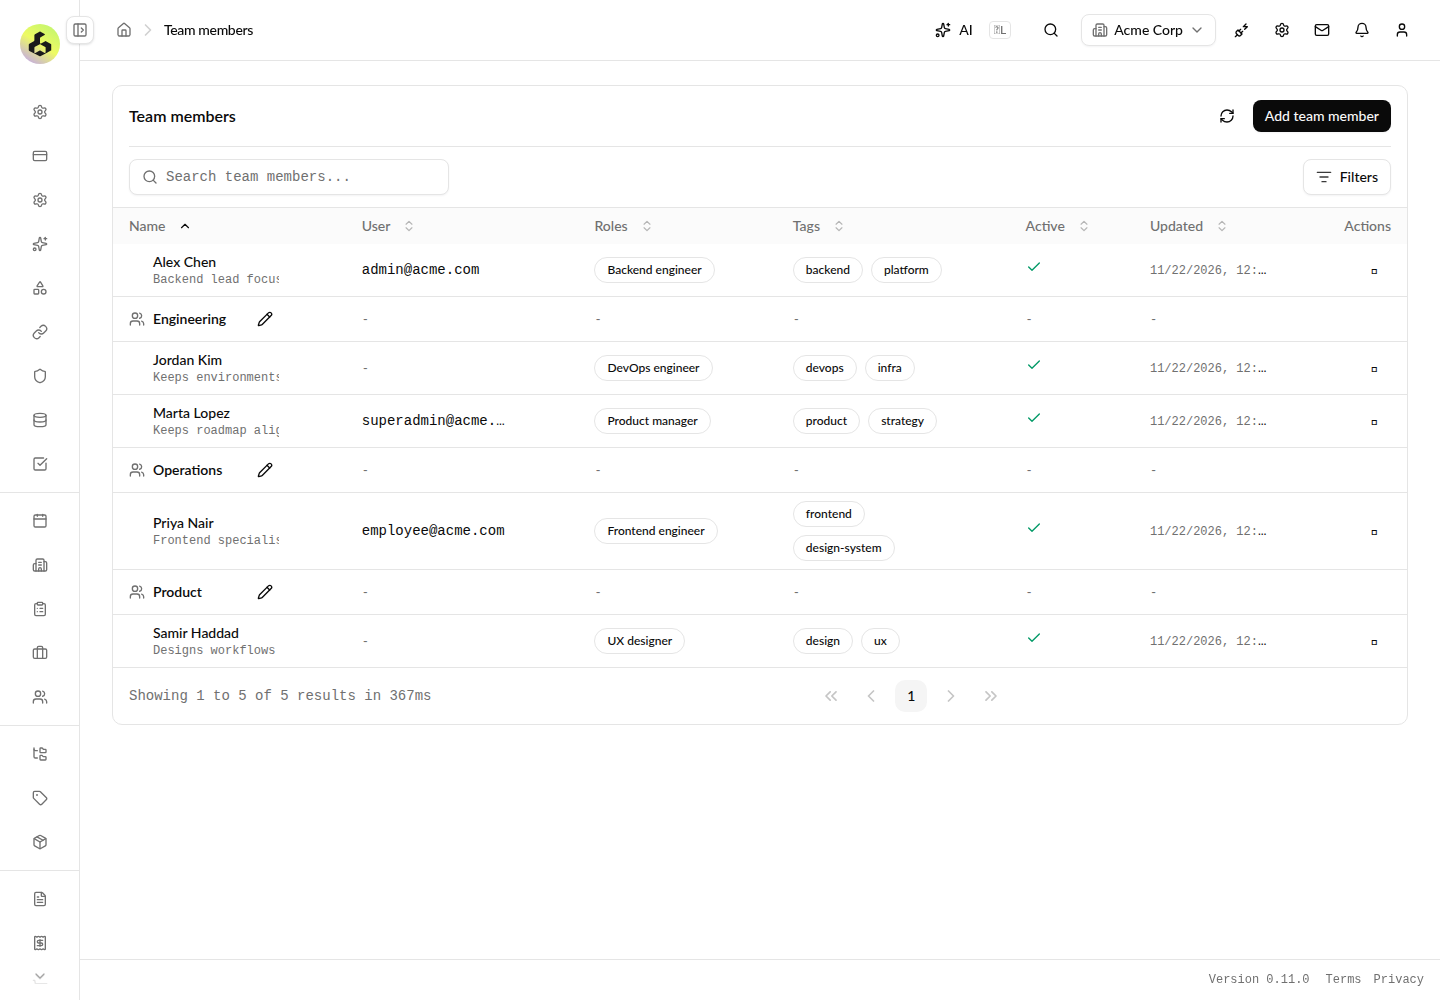 Team members
AI
L
Acme Corp
Team members
Add team member
Search team members...
Filters
Name User Roles Tags Active Updated Actions
Alex Chen
Backend lead focus
admin@acme.com
Backend engineer
backend platform
11/22/2026, 12:…
Engineering - - - - -
Jordan Kim
Keeps environments
-
DevOps engineer
devops infra
11/22/2026, 12:…
Marta Lopez
Keeps roadmap alig
superadmin@acme.…
Product manager
product strategy
11/22/2026, 12:…
Operations - - - - -
Priya Nair
Frontend specialis
employee@acme.com
Frontend engineer
frontend
design-system
11/22/2026, 12:…
Product - - - - -
Samir Haddad
Designs workflows
-
UX designer
design ux
11/22/2026, 12:…
Showing 1 to 5 of 5 results in 367ms
1
Version 0.11.0 Terms Privacy